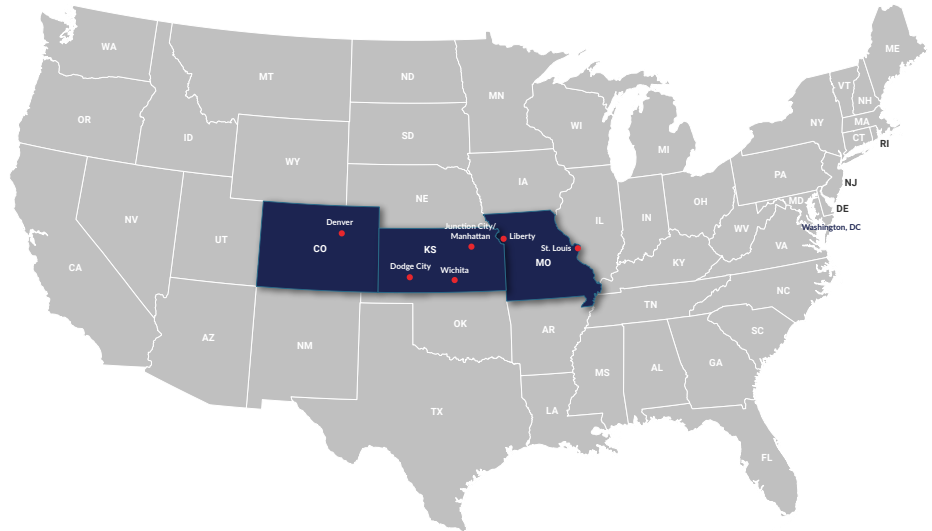 WA
MT
ND
MN
ME
OR
ID
SD
WI
MI
VT
NH
NY
MA
CT
RI
WY
NE
IA
PA
NJ
NV
UT
Denver
CO
Junction City/
Manhattan
KS
Liberty
St. Louis
MO
Dodge City
Wichita
IL
IN
OH
MD
DE
Washington, DC
WV
VA
CA
KY
NC
TN
AZ
NM
OK
AR
SC
MS
AL
GA
TX
LA
FL